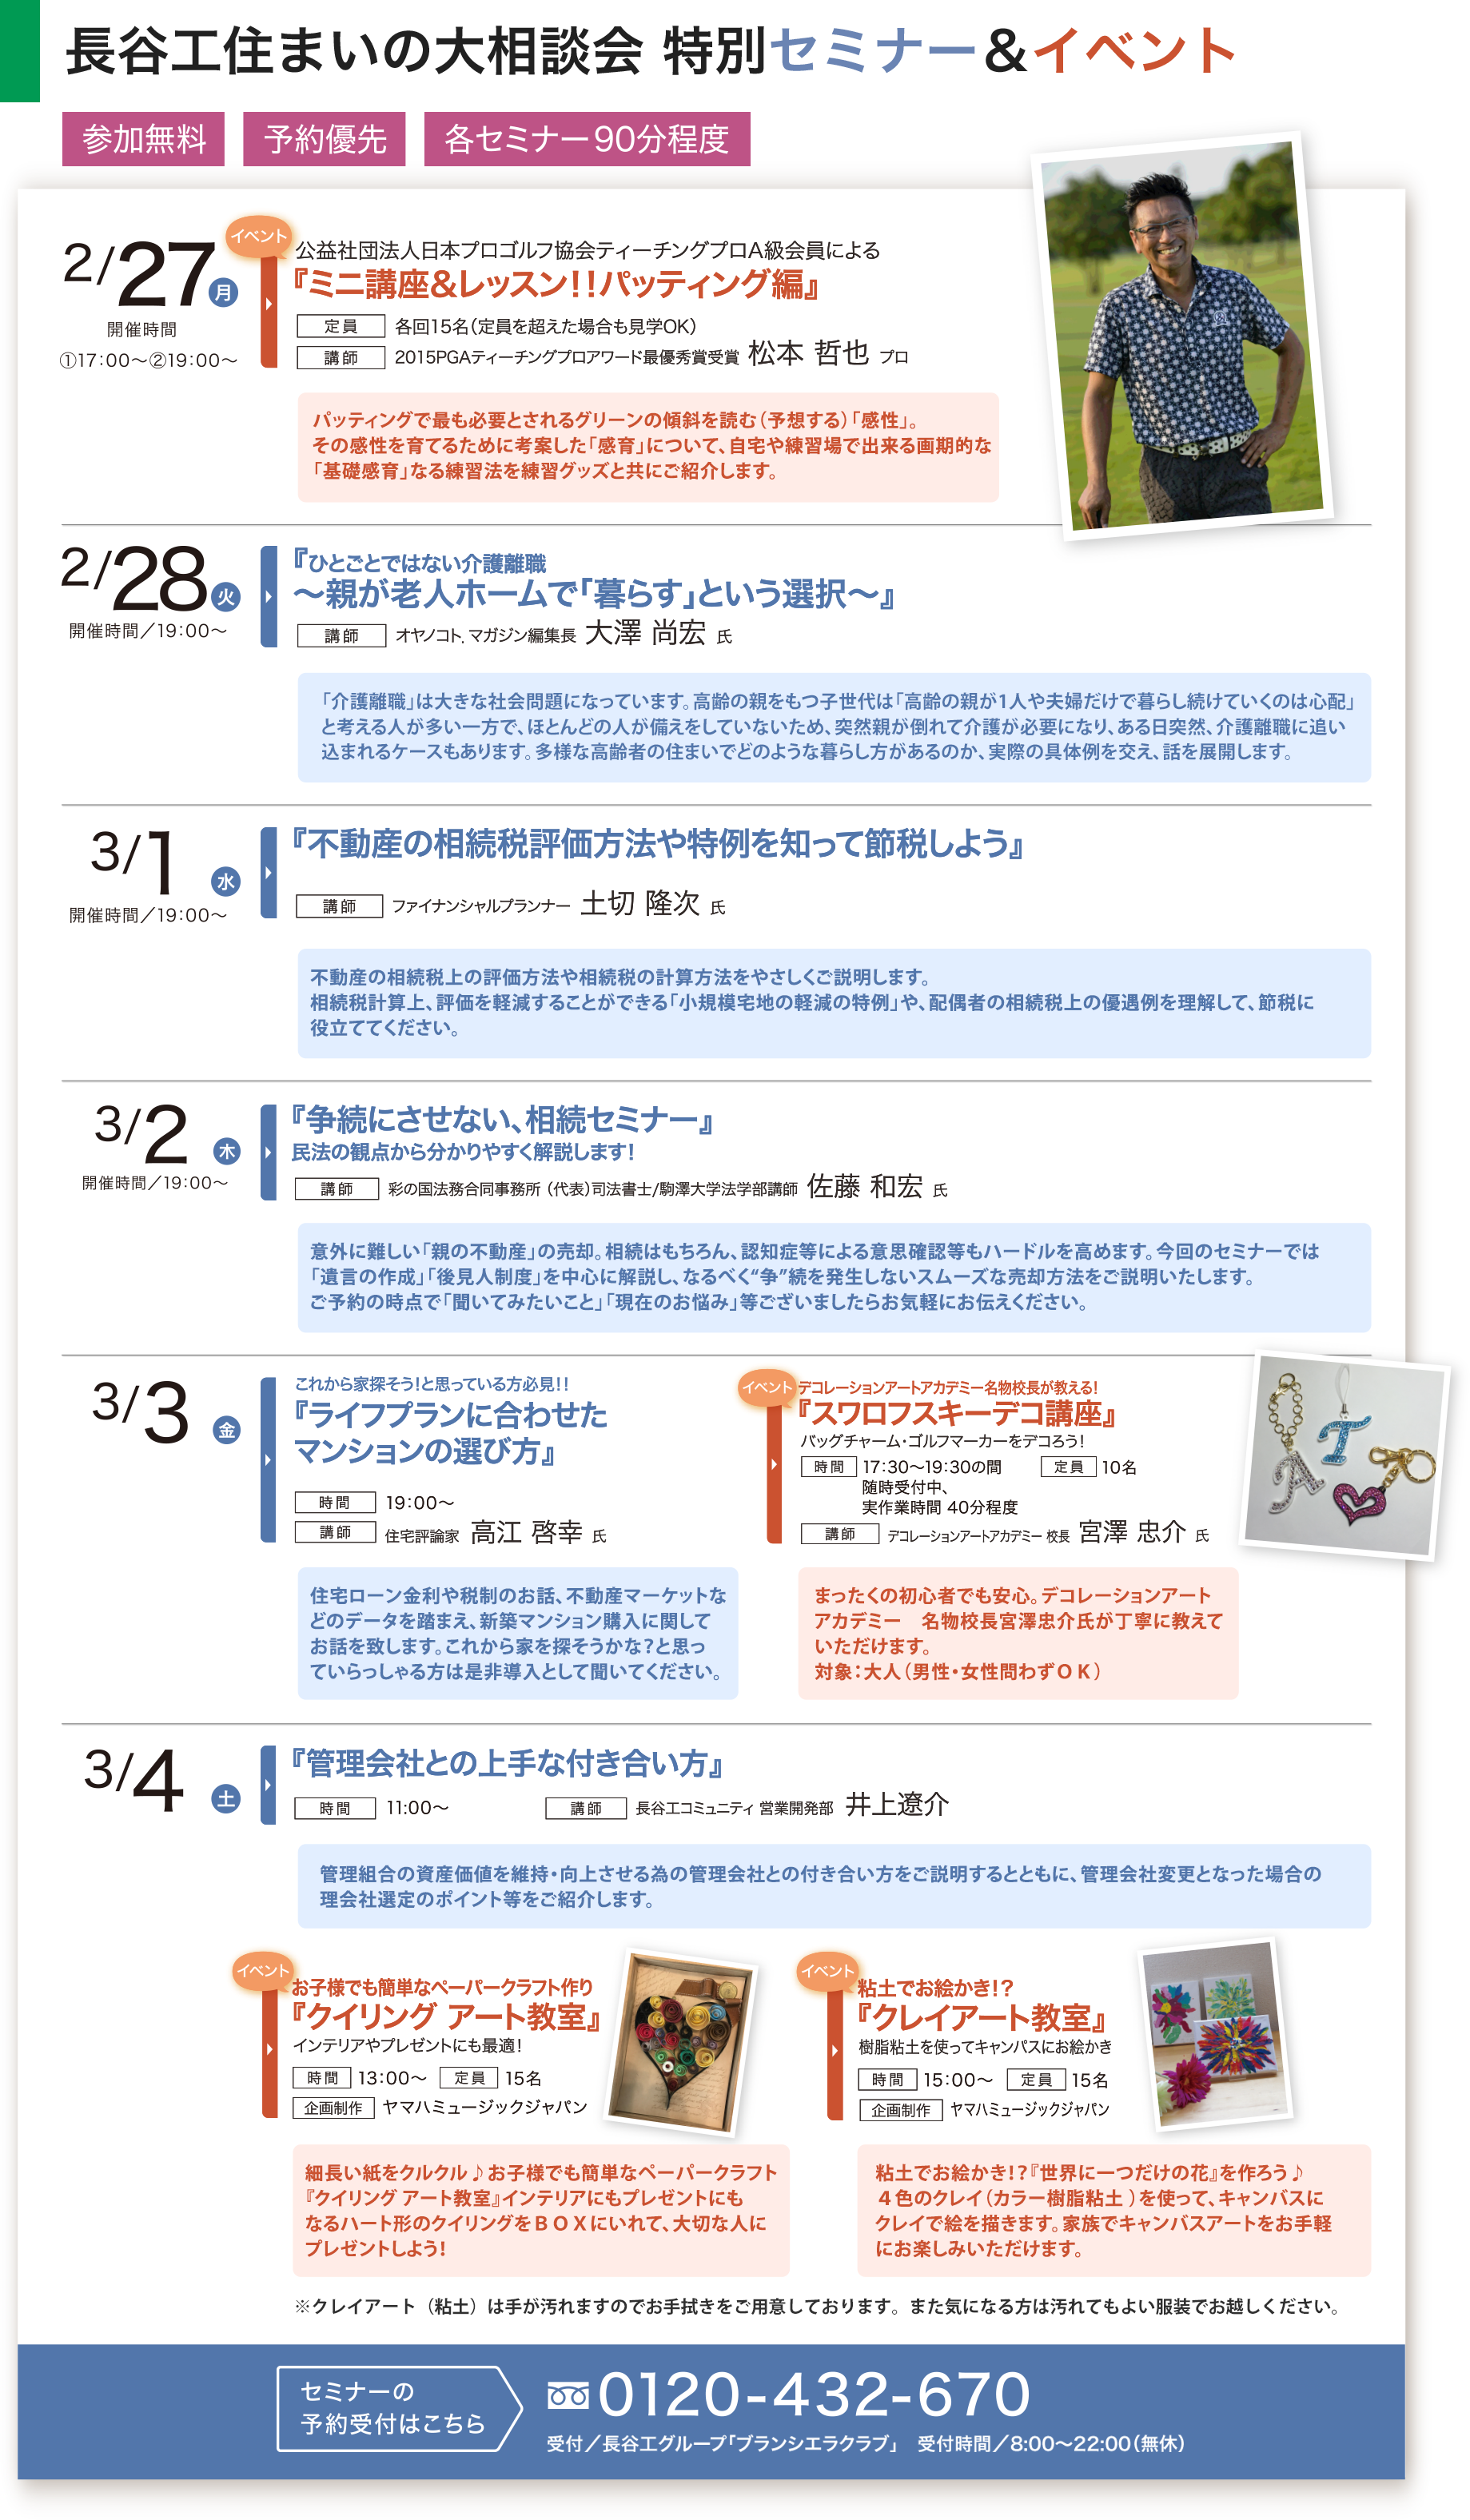 長谷工住まいの大相談会 特別セミナー&イベント
参加無料 予約優先 各セミナー90分程度
2/27月
開催時間
①17:00～②19:00～
イベント
公益社団法人日本プロゴルフ協会ティーチングプロA級会員による
『ミニ講座&レッスン!!パッティング編』
定員 各回15名(定員を超えた場合も見学OK)
講師 2015PGAティーチングプロアワード最優秀賞受賞 松本 哲也 プロ
パッティングで最も必要とされるグリーンの傾斜を読む(予想する)「感性」。
その感性を育てるために考案した「感育」について、自宅や練習場で出来る画期的な
「基礎感育」なる練習法を練習グッズと共にご紹介します。
2/28火
開催時間／19:00～
『ひとごとではない介護離職
～親が老人ホームで「暮らす」という選択～』
講師 オヤノコト.マガジン編集長 大澤 尚宏 氏
「介護離職」は大きな社会問題になっています。高齢の親をもつ子世代は「高齢の親が1人や夫婦だけで暮らし続けていくのは心配」
と考える人が多い一方で、ほとんどの人が備えをしていないため、突然親が倒れて介護が必要になり、ある日突然、介護離職に追い
込まれるケースもあります。多様な高齢者の住まいでどのような暮らし方があるのか、実際の具体例を交え、話を展開します。
3/1 水
開催時間／19:00～
『不動産の相続税評価方法や特例を知って節税しよう』
講師 ファイナンシャルプランナー 土切 隆次 氏
不動産の相続税上の評価方法や相続税の計算方法をやさしくご説明します。
相続税計算上、評価を軽減することができる「小規模宅地の軽減の特例」や、配偶者の相続税上の優遇例を理解して、節税に
役立ててください。
3/2 木
開催時間／19:00～
『争続にさせない、相続セミナー』
民法の観点から分かりやすく解説します!
講師 彩の国法務合同事務所 (代表)司法書士/駒澤大学法学部講師 佐藤 和宏 氏
意外に難しい「親の不動産」の売却。相続はもちろん、認知症等による意思確認等もハードルを高めます。今回のセミナーでは
「遺言の作成」「後見人制度」を中心に解説し、なるべく“争”続を発生しないスムーズな売却方法をご説明いたします。
ご予約の時点で「聞いてみたいこと」「現在のお悩み」等ございましたらお気軽にお伝えください。
3/3 金
これから家探そう!と思っている方必見!!
『ライフプランに合わせた
マンションの選び方』
時間 19:00～
講師 住宅評論家 高江 啓幸 氏
住宅ローン金利や税制のお話、不動産マーケットな
どのデータを踏まえ、新築マンション購入に関して
お話を致します。これから家を探そうかな?と思っ
ていらっしゃる方は是非導入として聞いてください。
イベント
デコレーションアートアカデミー名物校長が教える!
『スワロフスキーデコ講座』
バッグチャーム・ゴルフマーカーをデコろう!
時間 17:30～19:30の間 定員 10名
随時受付中、
実作業時間 40分程度
講師 デコレーションアートアカデミー 校長 宮澤 忠介 氏
A T
まったくの初心者でも安心。デコレーションアート
アカデミー 名物校長宮澤忠介氏が丁寧に教えて
いただけます。
対象:大人(男性・女性問わずOK)
3/4 土
『管理会社との上手な付き合い方』
時間 11:00～ 講師 長谷工コミュニティ 営業開発部 井上遼介
管理組合の資産価値を維持・向上させる為の管理会社との付き合い方をご説明するとともに、管理会社変更となった場合の
理会社選定のポイント等をご紹介します。
イベント
お子様でも簡単なペーパークラフト作り
『クイリング アート教室』
インテリアやプレゼントにも最適!
時間 13:00～ 定員 15名
企画制作 ヤマハミュージックジャパン
細長い紙をクルクル♪お子様でも簡単なペーパークラフト
『クイリング アート教室』インテリアにもプレゼントにも
なるハート形のクイリングをBOXにいれて、大切な人に
プレゼントしよう!
イベント
粘土でお絵かき!?
『クレイアート教室』
樹脂粘土を使ってキャンパスにお絵かき
時間 15:00～ 定員 15名
企画制作 ヤマハミュージックジャパン
粘土でお絵かき!?『世界に一つだけの花』を作ろう♪
４色のクレイ(カラー樹脂粘土 )を使って、キャンバスに
クレイで絵を描きます。家族でキャンバスアートをお手軽
にお楽しみいただけます。
※クレイアート（粘土）は手が汚れますのでお手拭きをご用意しております。また気になる方は汚れてもよい服装でお越しください。
セミナーの
予約受付はこちら
0120-432-670
受付／長谷工グループ「ブランシエラクラブ」 受付時間／8:00～22:00(無休)